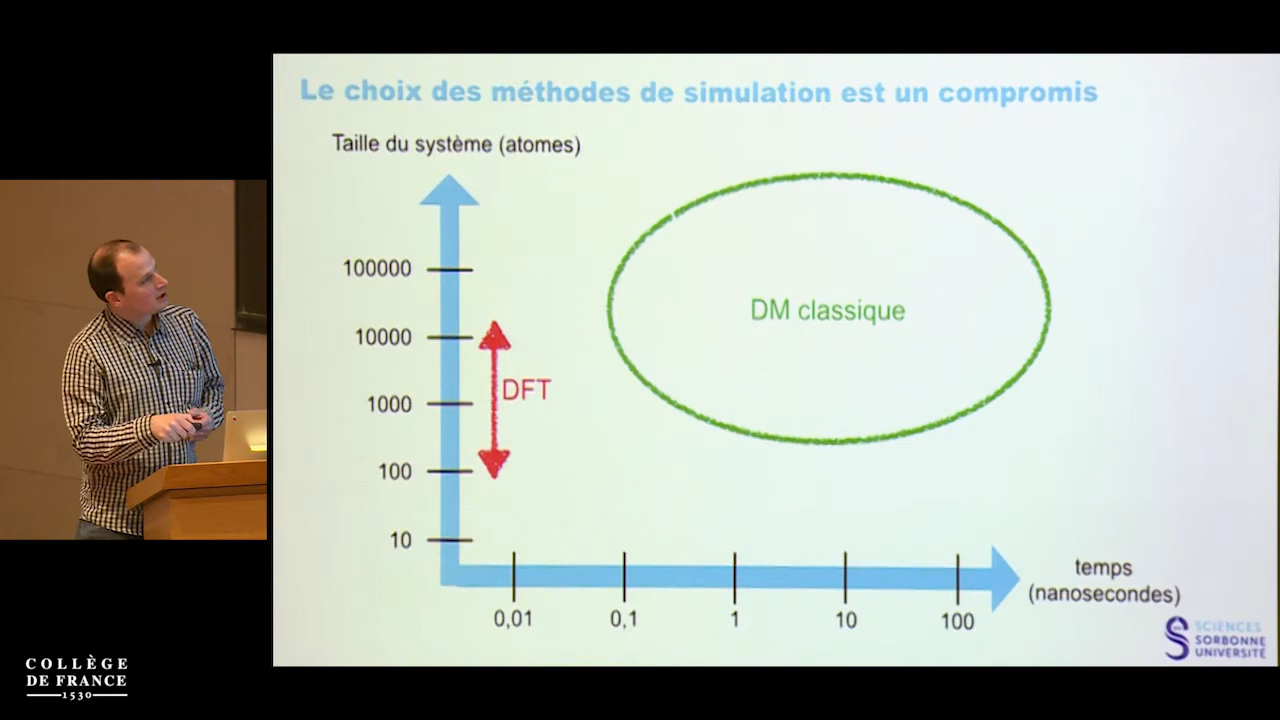 Le choix des méthodes de simulation est un compromis
Taille du système (atomes)
100000
10000
1000
100
10
DFT
DM classique
0,01
0,1
1
10
100
temps
(nanosecondes)
SCIENCES
SORBONNE
UNIVERSITÉ
COLLÈGE
DE FRANCE
1530